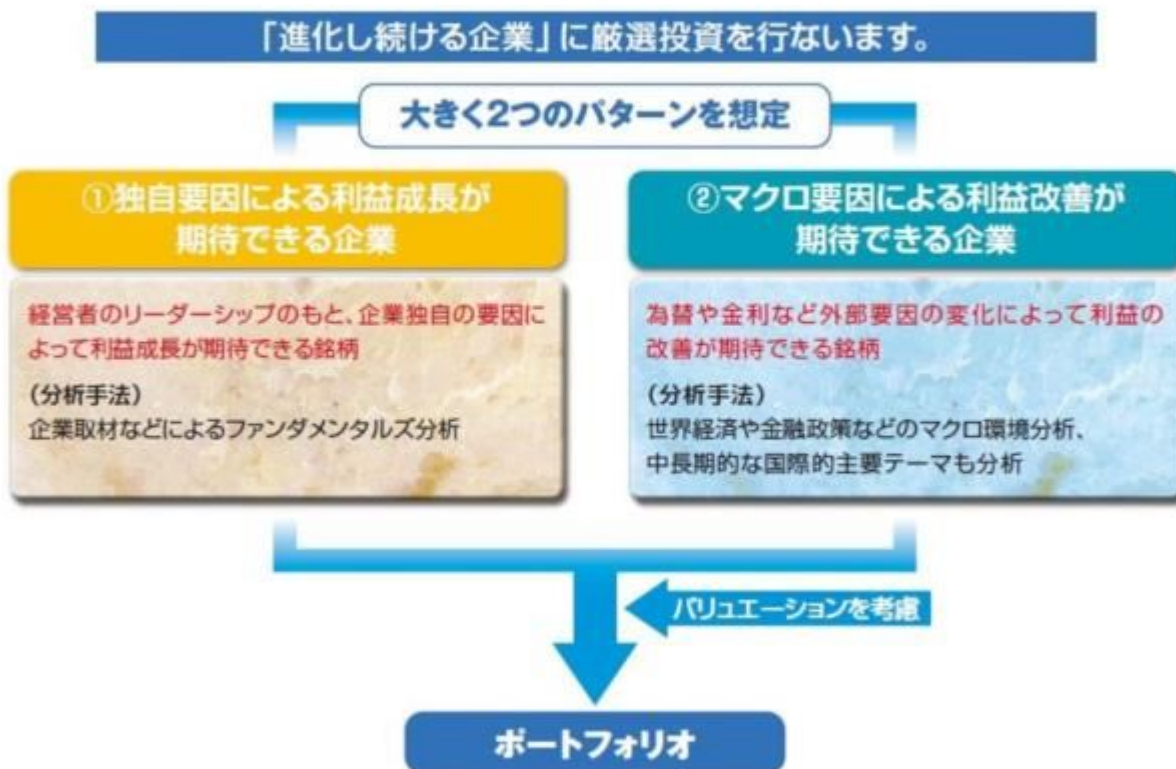 「進化し続ける企業」に厳選投資を行ないます。
大きく2つのパターンを想定
①独自要因による利益成長が
期待できる企業
経営者のリーダーシップのもと、企業独自の要因に
よって利益成長が期待できる銘柄
(分析手法)
企業取材などによるファンダメンタルズ分析
②マクロ要因による利益改善が
期待できる企業
為替や金利など外部要因の変化によって利益の
改善が期待できる銘柄
(分析手法)
世界経済や金融政策などのマクロ環境分析、
中長期的な国際的主要テーマも分析
バリュエーションを考慮
ポートフォリオ